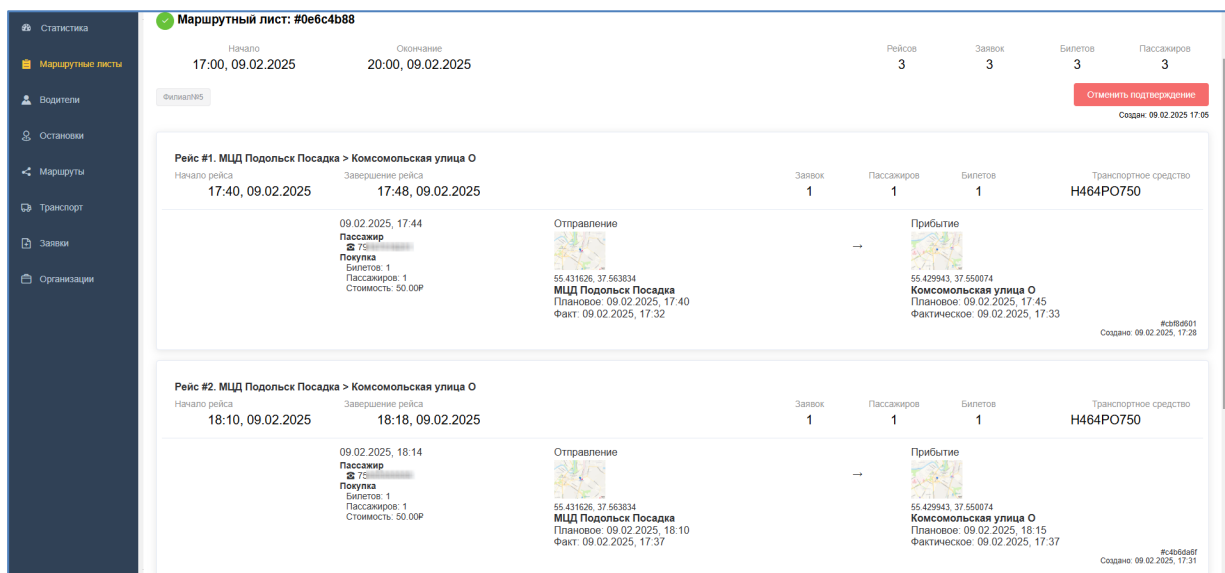 Статистика
Маршрутные листы
Водители
Остановки
Маршруты
Транспорт
Заявки
Организации
Маршрутный лист: #0e6c4b88
Начало Окончание Рейсов Заявок Билетов Пассажиров
17:00, 09.02.2025 20:00, 09.02.2025 3 3 3 3
Филиал№5 Отменить подтверждение
Создан: 09.02.2025 17:05
Рейс #1. МЦД Подольск Посадка > Комсомольская улица О
Начало рейса Завершение рейса Заявок Пассажиров Билетов Транспортное средство
17:40, 09.02.2025 17:48, 09.02.2025 1 1 1 Н464РО750
09.02.2025, 17:44 Отправление Прибытие
Пассажир
79 →
Покупка
Билетов: 1
Пассажиров: 1 55.431626, 37.563834 55.429943, 37.550074
Стоимость: 50.00₽ МЦД Подольск Посадка Комсомольская улица О
Плановое: 09.02.2025, 17:40 Плановое: 09.02.2025, 17:45
Факт: 09.02.2025, 17:32 Фактическое: 09.02.2025, 17:33
#cbf8d601
Создано: 09.02.2025, 17:28
Рейс #2. МЦД Подольск Посадка > Комсомольская улица О
Начало рейса Завершение рейса Заявок Пассажиров Билетов Транспортное средство
18:10, 09.02.2025 18:18, 09.02.2025 1 1 1 Н464РО750
09.02.2025, 18:14 Отправление Прибытие
Пассажир
75 →
Покупка
Билетов: 1
Пассажиров: 1 55.431626, 37.563834 55.429943, 37.550074
Стоимость: 50.00₽ МЦД Подольск Посадка Комсомольская улица О
Плановое: 09.02.2025, 18:10 Плановое: 09.02.2025, 18:15
Факт: 09.02.2025, 17:37 Фактическое: 09.02.2025, 17:37
#c4b6da6f
Создано: 09.02.2025, 17:31